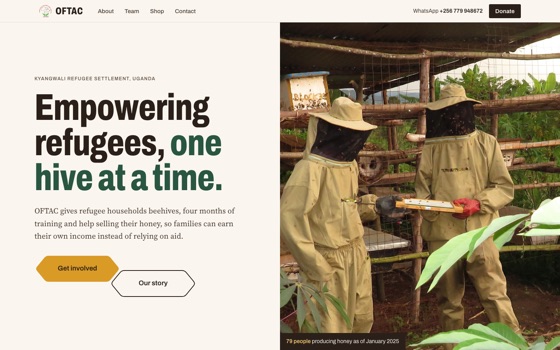 OFTAC
About Team Shop Contact
WhatsApp +256 779 948672
Donate
KYANGWALI REFUGEE SETTLEMENT, UGANDA
Empowering
refugees, one
hive at a time.
OFTAC gives refugee households beehives, four months of
training and help selling their honey, so families can earn
their own income instead of relying on aid.
Get involved
Our story
79 people producing honey as of January 2025